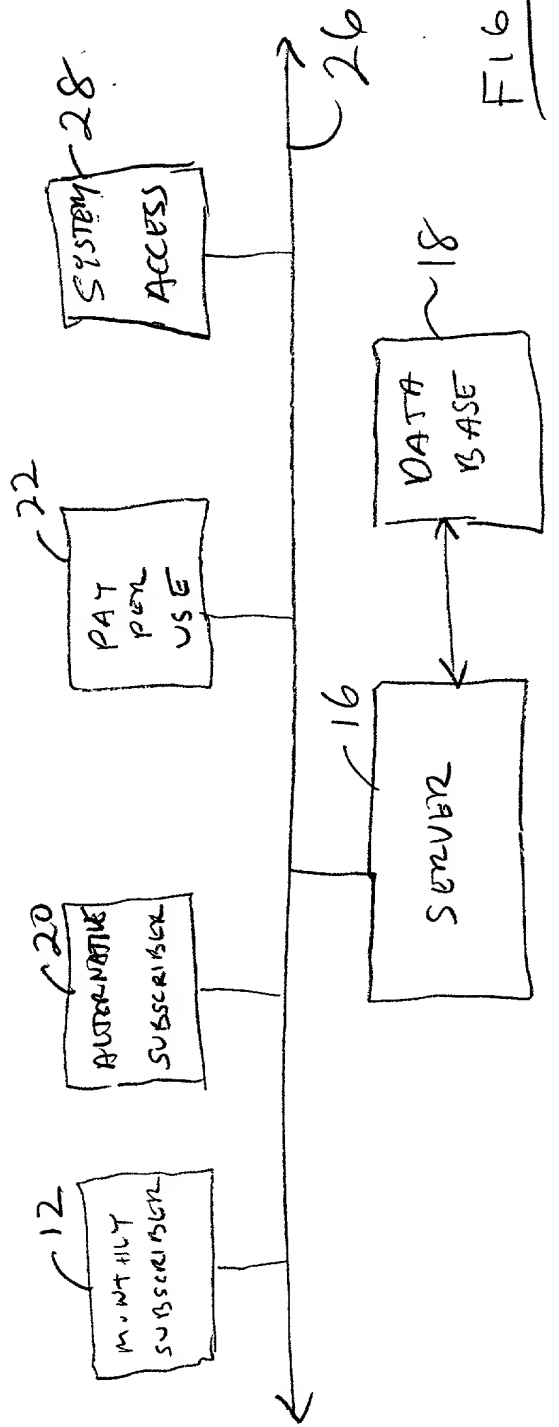 12
MONTHLY
SUBSCRIBER
20
ALTERNATIVE
SUBSCRIBER
22
PAY
PER
USE
28
SYSTEM
ACCESS
26
16
SERVER
18
DATA
BASE
FIG